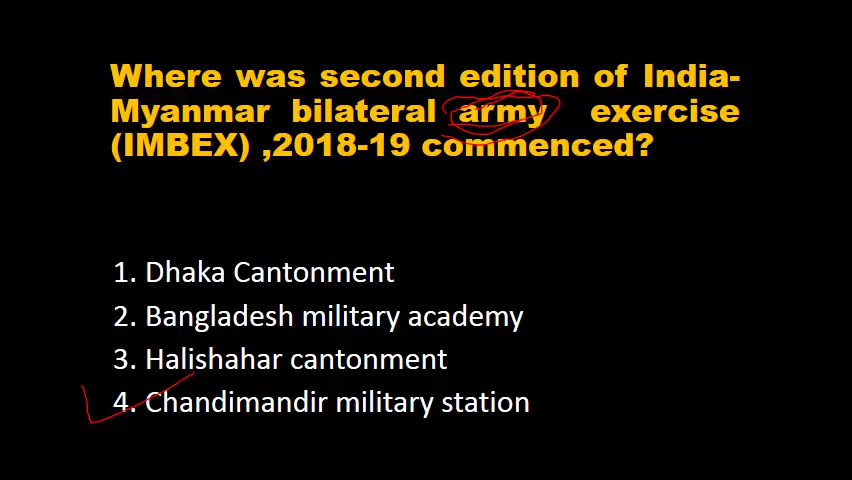 Where was second edition of India-
Myanmar bilateral army exercise
(IMBEX) ,2018-19 commenced?
1. Dhaka Cantonment
2. Bangladesh military academy
3. Halishahar cantonment
4. Chandimandir military station